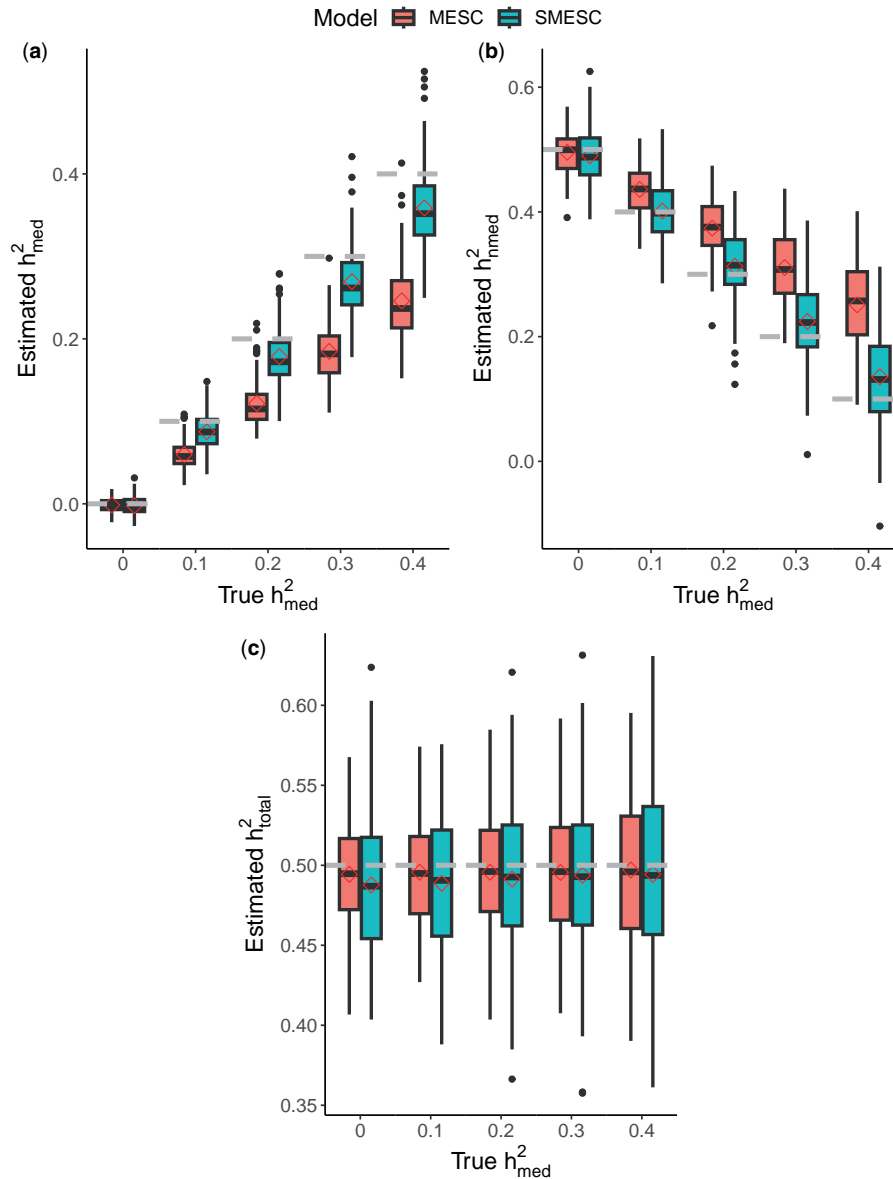 Model MESC SMESC
(a)
Estimated h²med
0.4
0.2
0.0
0 0.1 0.2 0.3 0.4
True h²med
(b)
Estimated h²nmed
0.6
0.4
0.2
0.0
0 0.1 0.2 0.3 0.4
True h²med
(c)
Estimated h²total
0.60
0.55
0.50
0.45
0.40
0.35
0 0.1 0.2 0.3 0.4
True h²med